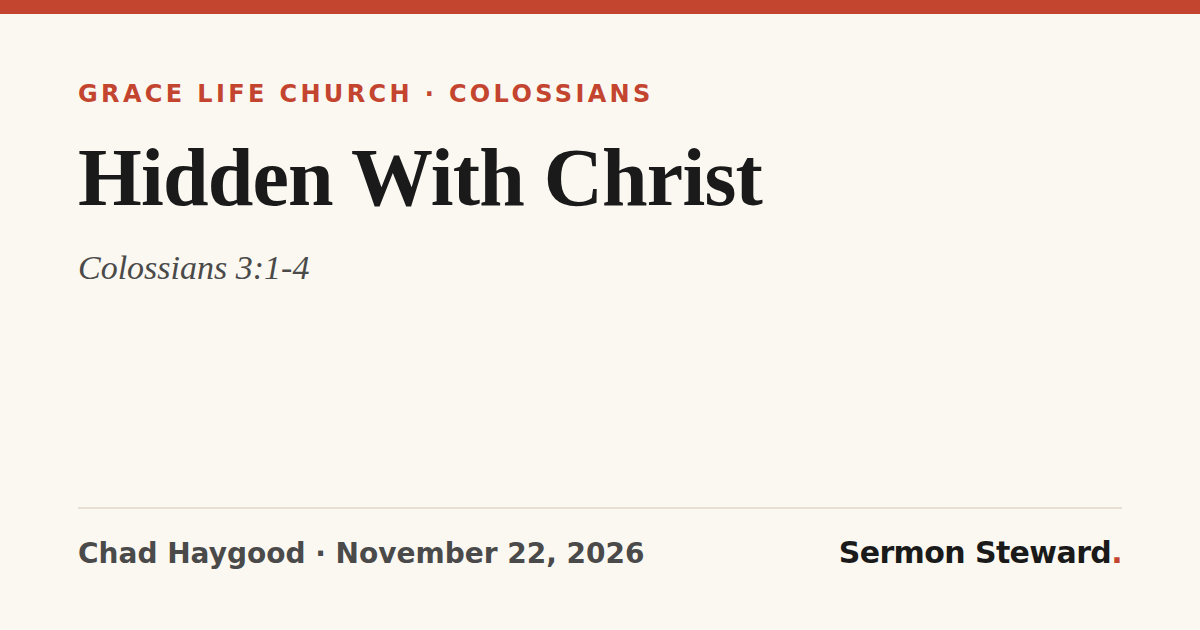 GRACE LIFE CHURCH · COLOSSIANS
Hidden With Christ
Colossians 3:1-4
Chad Haygood · November 22, 2026
Sermon Steward.